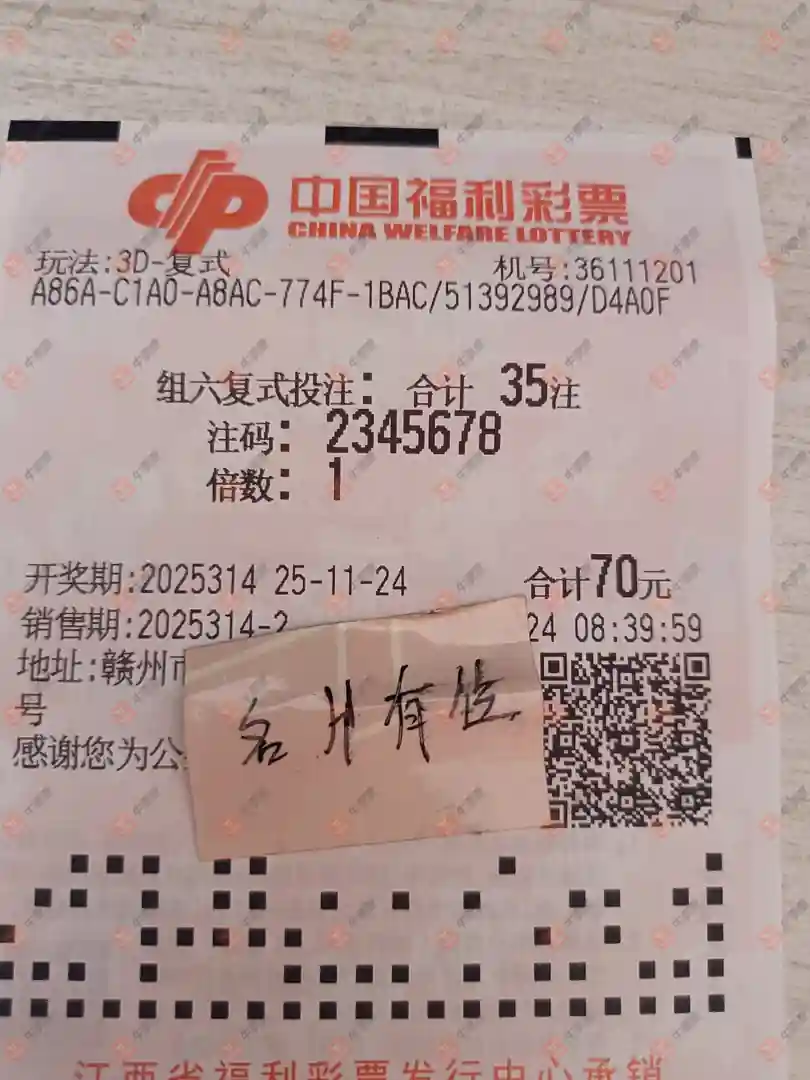 中国福利彩票
CHINA WELFARE LOTTERY
玩法:3D-复式 机号:36111201
A86A-C1A0-A8AC-774F-1BAC/51392989/D4A0F
组六复式投注: 合计 35注
注码: 2345678
倍数: 1
开奖期:2025314 25-11-24 合计70元
销售期:2025314-2 24 08:39:59
地址:赣州市
号
感谢您为公
名 有
江西省福利彩票发行中心承销